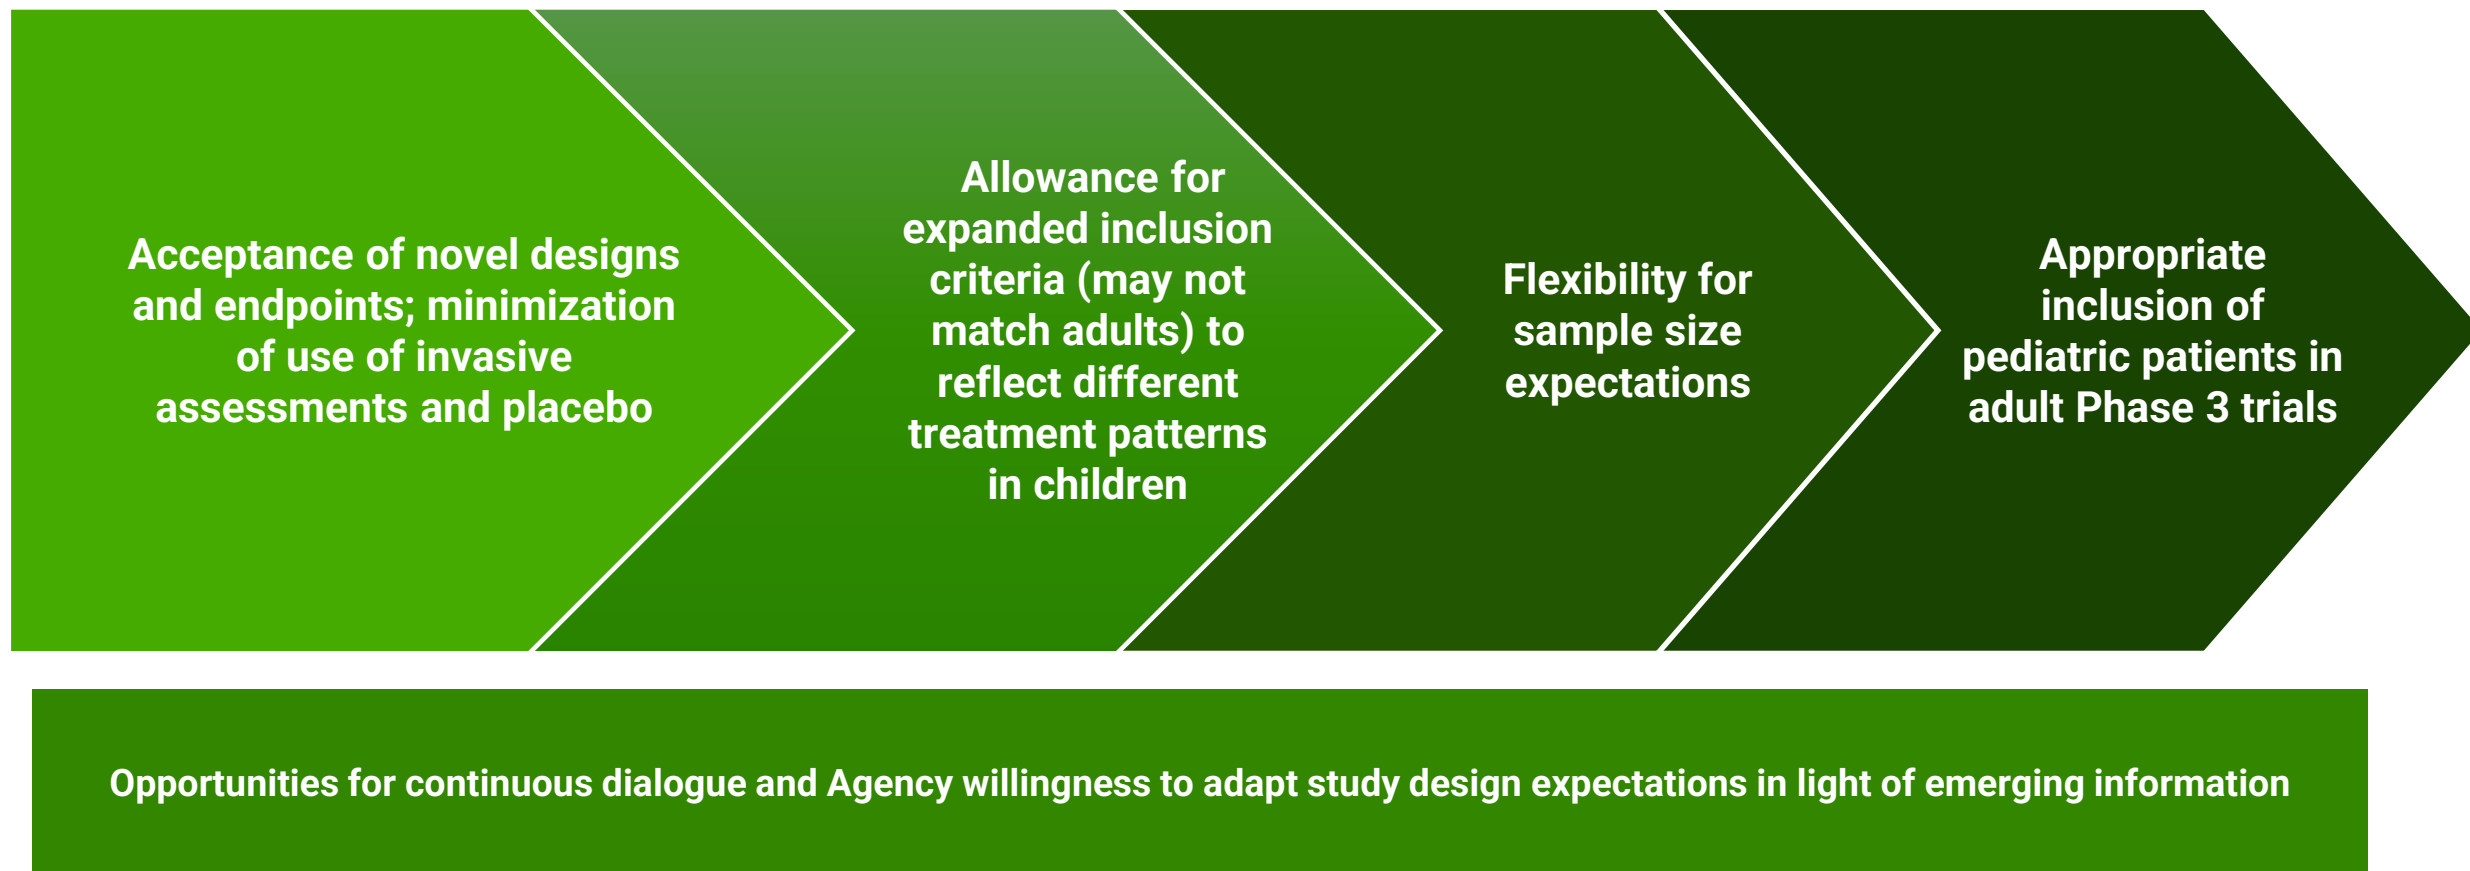 Acceptance of novel designs
and endpoints; minimization
of use of invasive
assessments and placebo
Allowance for
expanded inclusion
criteria (may not
match adults) to
reflect different
treatment patterns
in children
Flexibility for
sample size
expectations
Appropriate
inclusion of
pediatric patients in
adult Phase 3 trials
Opportunities for continuous dialogue and Agency willingness to adapt study design expectations in light of emerging information